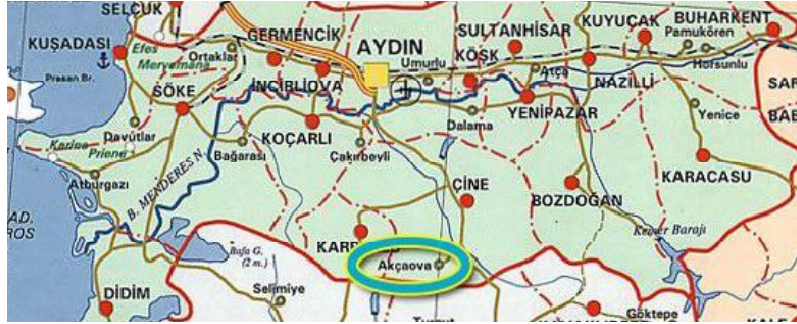 SELÇUK
KUŞADASI
Efes
Meryemana
Ortaklar
GERMENCİK
AYDIN
Umurlu
SULTANHİSAR
KÖŞK
Atça
KUYUCAK
BUHARKENT
Pamukören
Horsunlu
NAZİLLİ
SÖKE
İNCİRLİOVA
YENİPAZAR
Yenice
Davutlar
Karina
Priene
Bağarası
KOÇARLI
Çakırbeyli
Dalama
Atburgazı
B. MENDERES N.
ÇİNE
BOZDOĞAN
KARACASU
Kemer Barajı
Bafa G.
(2 m.)
Akçaova
DİDİM
Selimiye
Göktepe